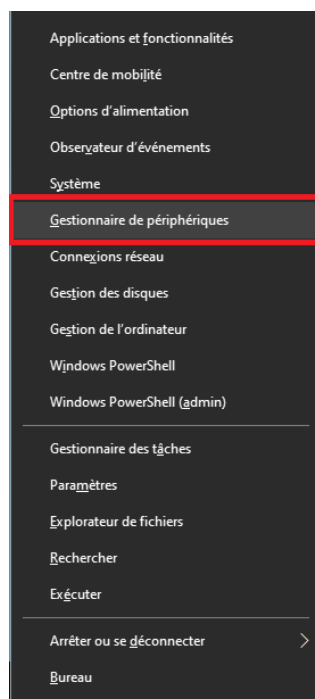 Applications et fonctionnalités
Centre de mobilité
Options d'alimentation
Observateur d'événements
Système
Gestionnaire de périphériques
Connexions réseau
Gestion des disques
Gestion de l'ordinateur
Windows PowerShell
Windows PowerShell (admin)
Gestionnaire des tâches
Paramètres
Explorateur de fichiers
Rechercher
Exécuter
Arrêter ou se déconnecter
Bureau